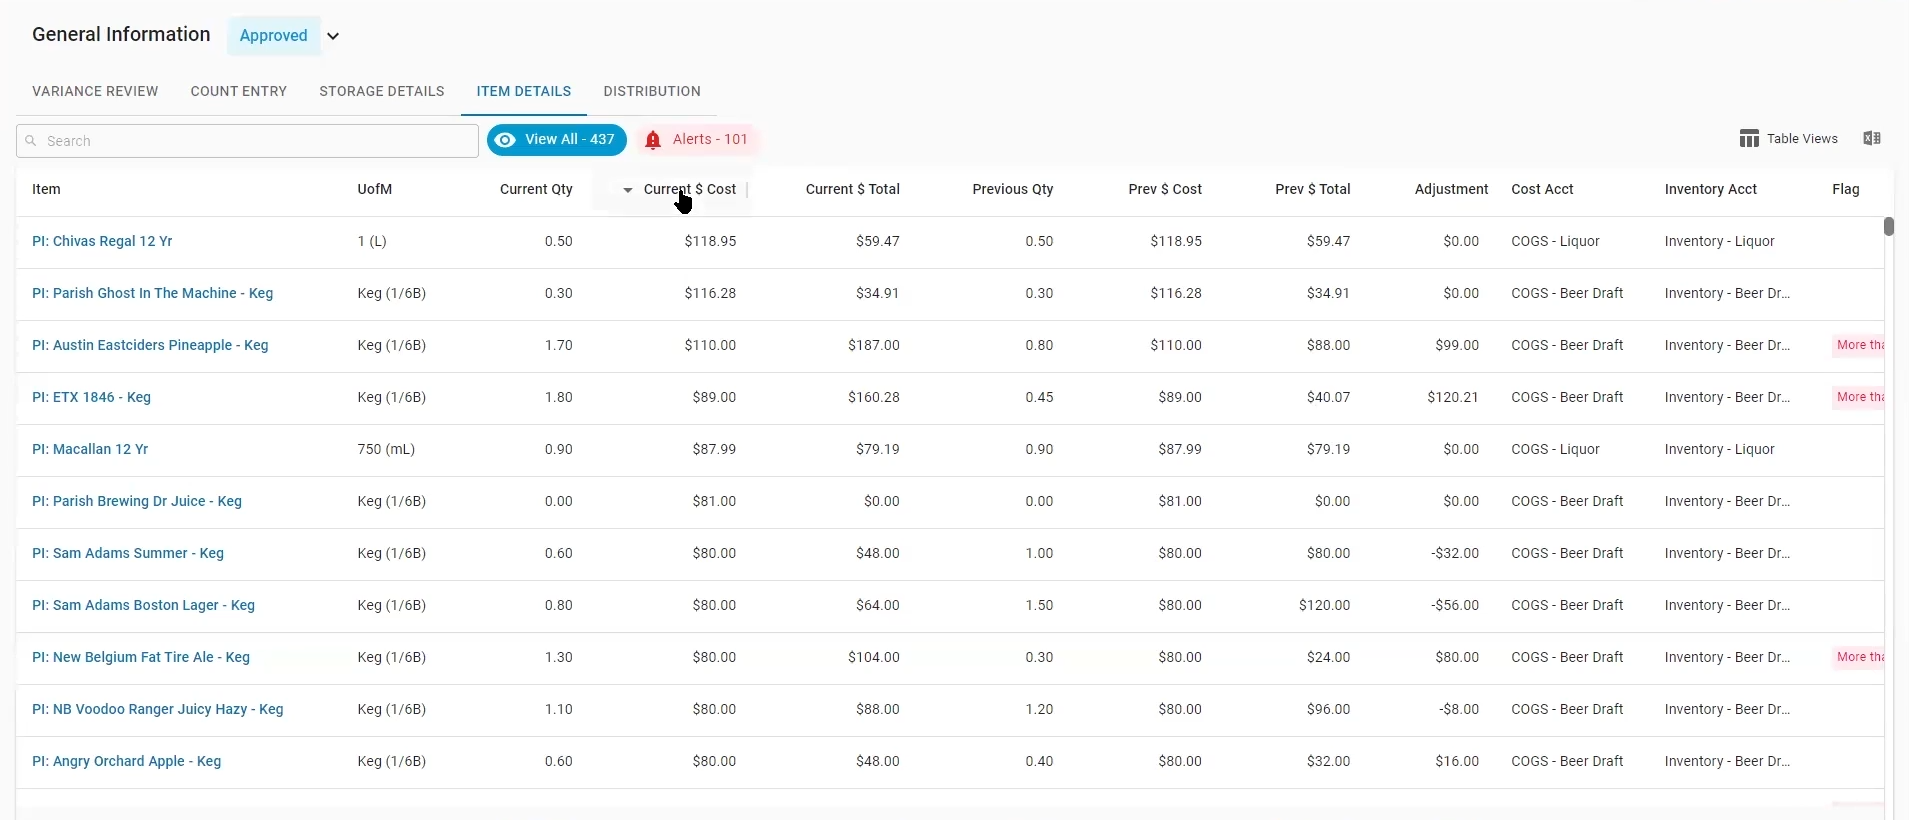 General Information Approved
VARIANCE REVIEW COUNT ENTRY STORAGE DETAILS ITEM DETAILS DISTRIBUTION
Search View All - 437 Alerts - 101 Table Views
Item UofM Current Qty Current $ Cost Current $ Total Previous Qty Prev $ Cost Prev $ Total Adjustment Cost Acct Inventory Acct Flag
PI: Chivas Regal 12 Yr 1 (L) 0.50 $118.95 $59.47 0.50 $118.95 $59.47 $0.00 COGS - Liquor Inventory - Liquor
PI: Parish Ghost In The Machine - Keg Keg (1/6B) 0.30 $116.28 $34.91 0.30 $116.28 $34.91 $0.00 COGS - Beer Draft Inventory - Beer Dr...
PI: Austin Eastciders Pineapple - Keg Keg (1/6B) 1.70 $110.00 $187.00 0.80 $110.00 $88.00 $99.00 COGS - Beer Draft Inventory - Beer Dr... More tha
PI: ETX 1846 - Keg Keg (1/6B) 1.80 $89.00 $160.28 0.45 $89.00 $40.07 $120.21 COGS - Beer Draft Inventory - Beer Dr... More tha
PI: Macallan 12 Yr 750 (mL) 0.90 $87.99 $79.19 0.90 $87.99 $79.19 $0.00 COGS - Liquor Inventory - Liquor
PI: Parish Brewing Dr Juice - Keg Keg (1/6B) 0.00 $81.00 $0.00 0.00 $81.00 $0.00 $0.00 COGS - Beer Draft Inventory - Beer Dr...
PI: Sam Adams Summer - Keg Keg (1/6B) 0.60 $80.00 $48.00 1.00 $80.00 $80.00 -$32.00 COGS - Beer Draft Inventory - Beer Dr...
PI: Sam Adams Boston Lager - Keg Keg (1/6B) 0.80 $80.00 $64.00 1.50 $80.00 $120.00 -$56.00 COGS - Beer Draft Inventory - Beer Dr...
PI: New Belgium Fat Tire Ale - Keg Keg (1/6B) 1.30 $80.00 $104.00 0.30 $80.00 $24.00 $80.00 COGS - Beer Draft Inventory - Beer Dr... More tha
PI: NB Voodoo Ranger Juicy Hazy - Keg Keg (1/6B) 1.10 $80.00 $88.00 1.20 $80.00 $96.00 -$8.00 COGS - Beer Draft Inventory - Beer Dr...
PI: Angry Orchard Apple - Keg Keg (1/6B) 0.60 $80.00 $48.00 0.40 $80.00 $32.00 $16.00 COGS - Beer Draft Inventory - Beer Dr...